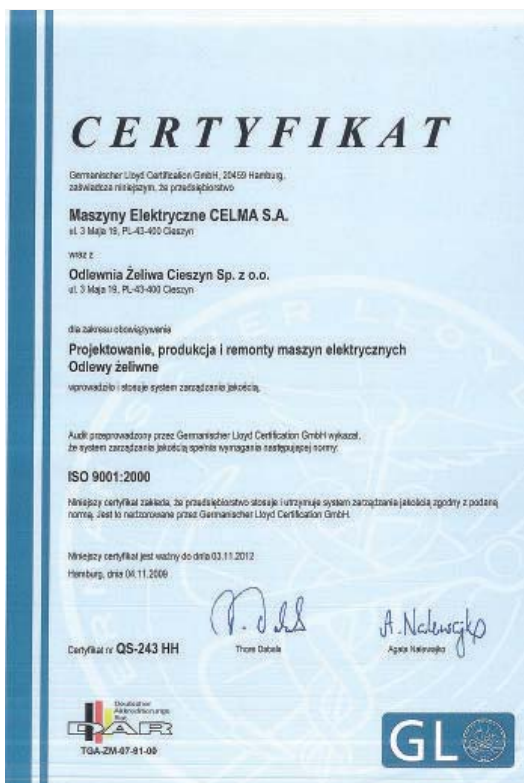 CERTYFIKAT
Germanischer Lloyd Certification GmbH, 20459 Hamburg,
zaświadcza niniejszym, że przedsiębiorstwo
Maszyny Elektryczne CELMA S.A.
ul. 3 Maja 19, PL-43-400 Cieszyn
wraz z
Odlewnia Żeliwa Cieszyn Sp. z o.o.
ul. 3 Maja 19, PL-43-400 Cieszyn
dla zakresu obowiązywania
Projektowanie, produkcja i remonty maszyn elektrycznych
Odlewy żeliwne
wprowadziło i stosuje system zarządzania jakością.
Audit przeprowadzony przez Germanischer Lloyd Certification GmbH wykazał,
że system zarządzania jakością spełnia wymagania następującej normy:
ISO 9001:2000
Niniejszy certyfikat zakłada, że przedsiębiorstwo stosuje i utrzymuje system zarządzania jakością zgodny z podaną
normą. Jest to nadzorowane przez Germanischer Lloyd Certification GmbH.
Niniejszy certyfikat jest ważny do dnia 03.11.2012
Hamburg, dnia 04.11.2009
A. Nalewajko
Certyfikat nr QS-243 HH
Thore Dabels
Agata Nalewajko
Deutscher
Akkreditierungs
Rat
DAR
TGA-ZM-07-91-00
GL